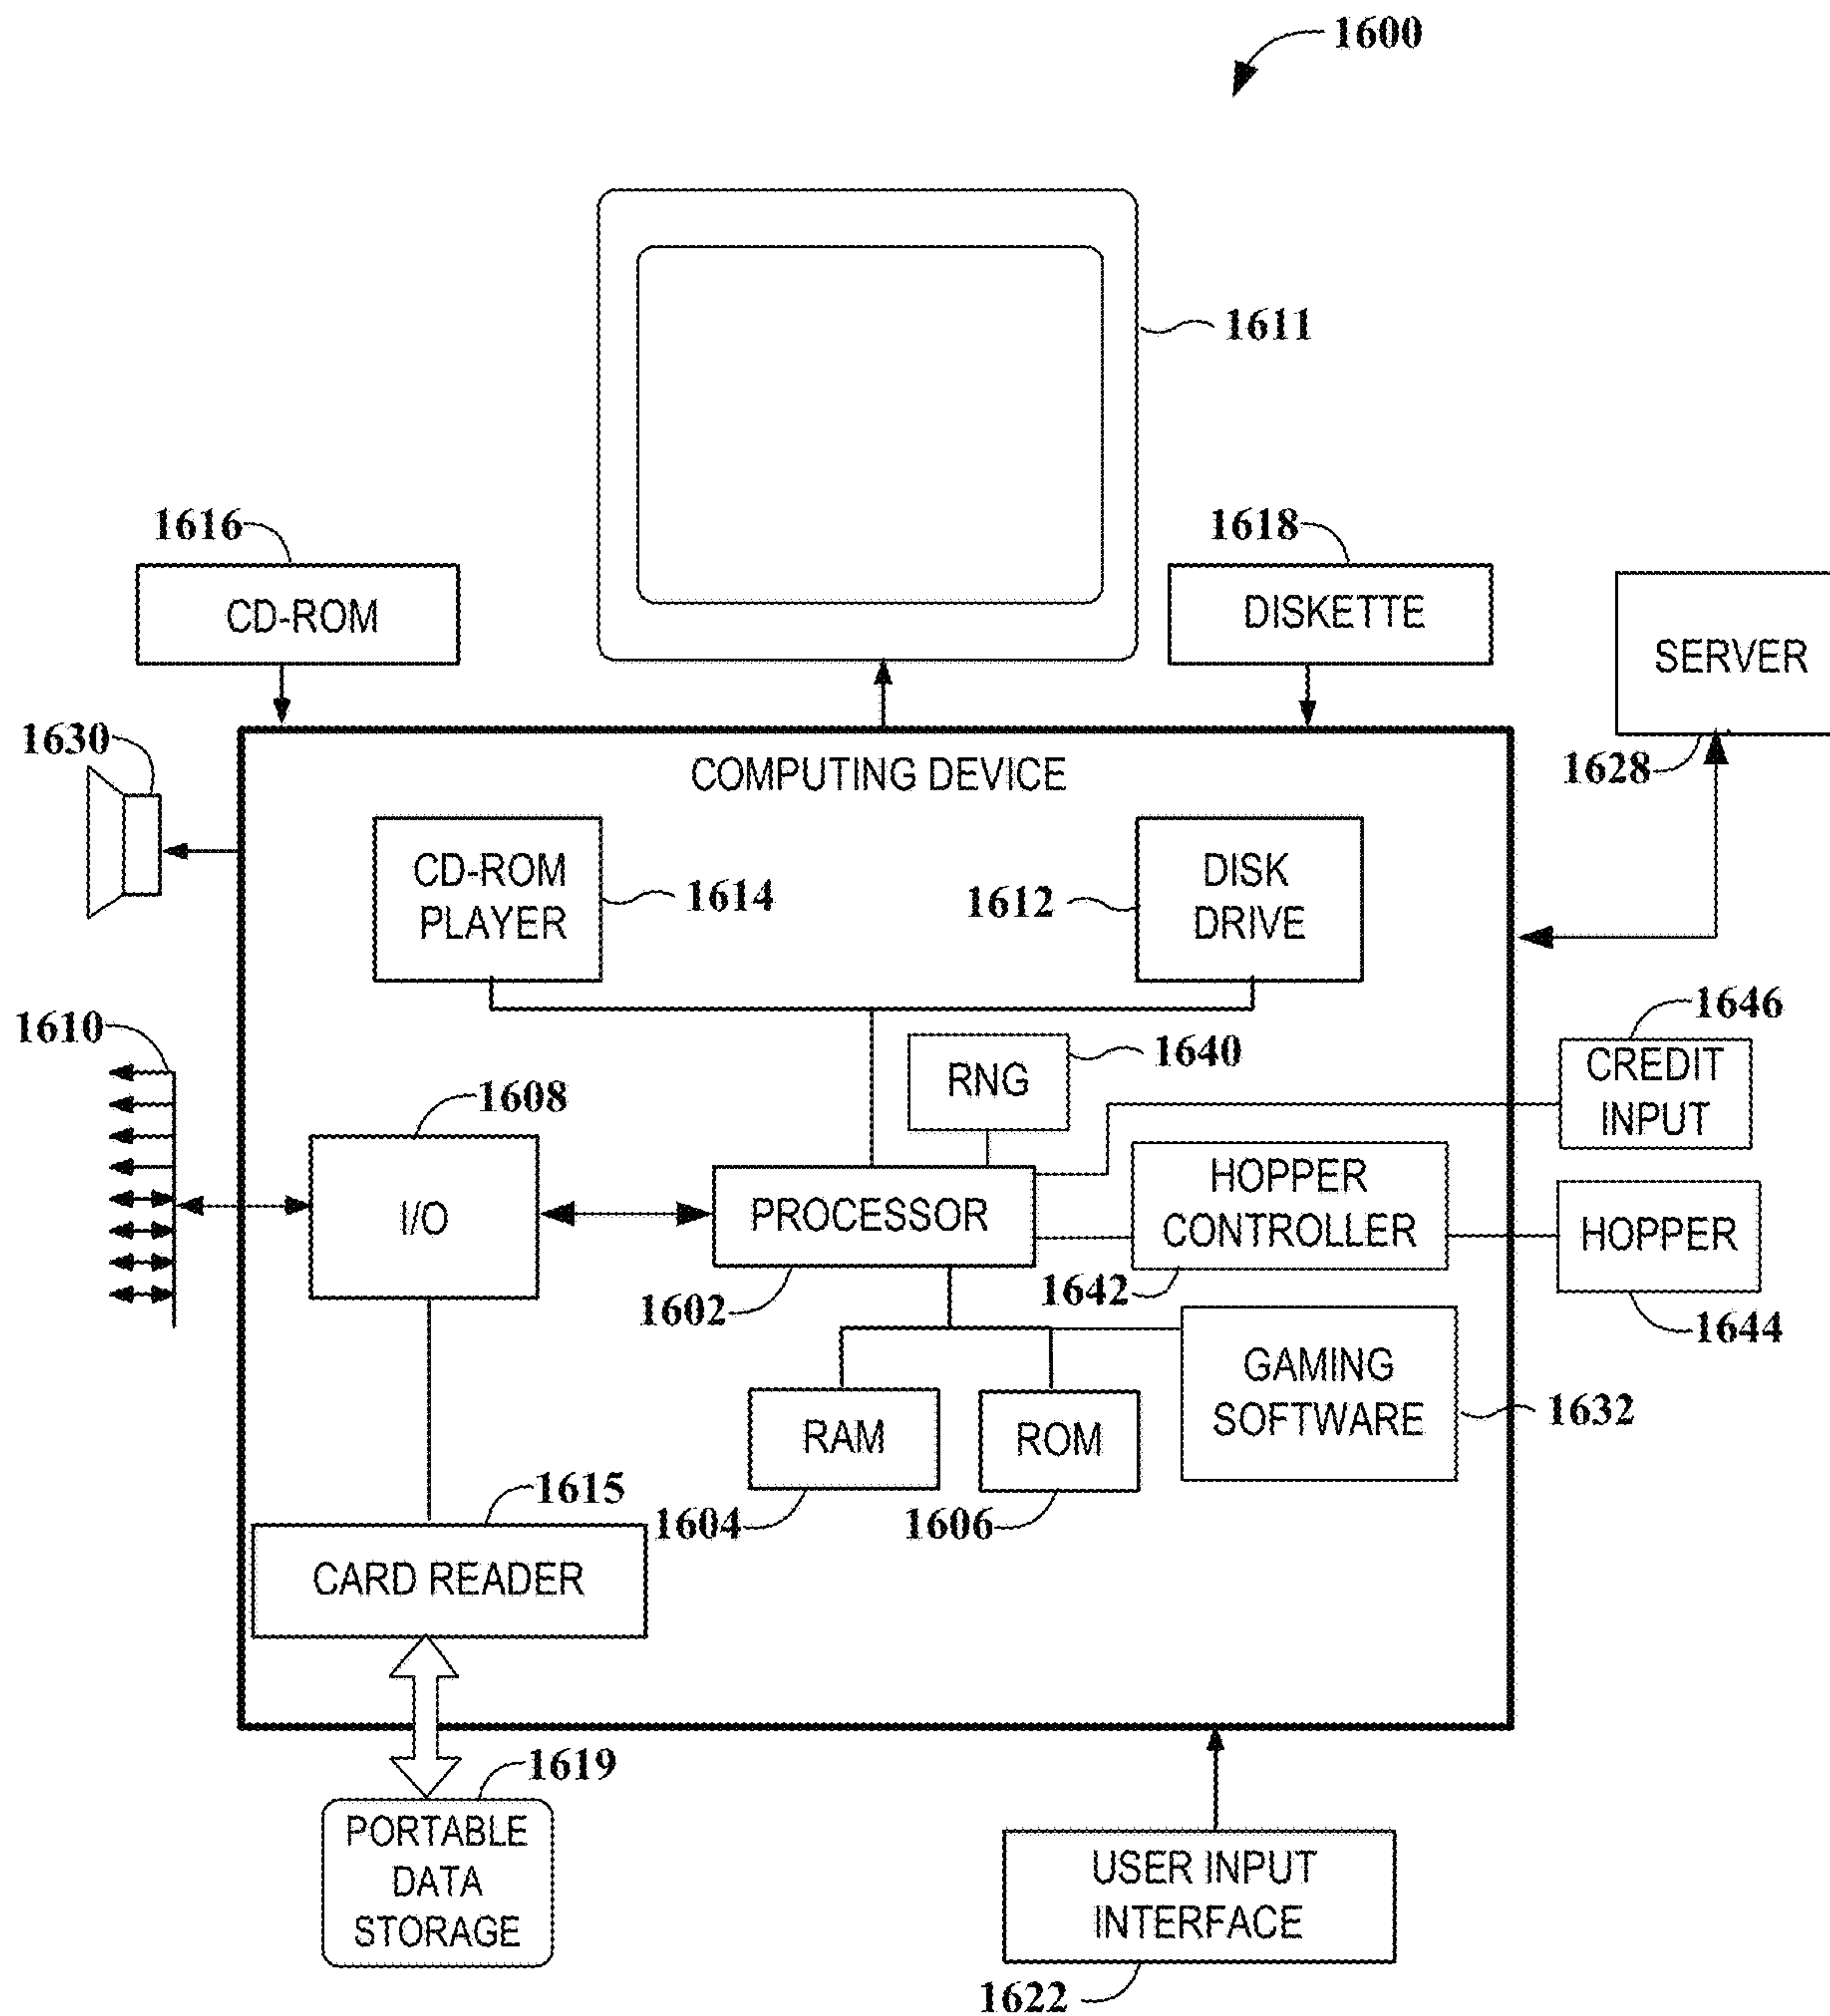 1600
1611
1616
CD-ROM
1618
DISKETTE
SERVER
1628
1630
COMPUTING DEVICE
CD-ROM
PLAYER
1614
1612
DISK
DRIVE
1610
1608
I/O
RNG
1640
1646
CREDIT
INPUT
PROCESSOR
1602
HOPPER
CONTROLLER
1642
HOPPER
1644
RAM
1604
ROM
1606
GAMING
SOFTWARE
1632
1615
CARD READER
1619
PORTABLE
DATA
STORAGE
USER INPUT
INTERFACE
1622